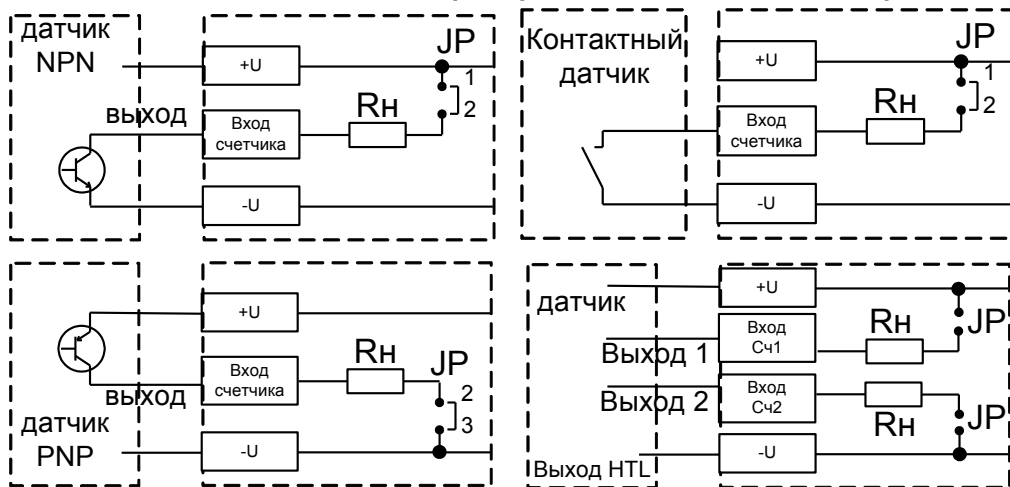 датчик
NPN
+U
JP
1
2
Rн
выход
Вход
счетчика
-U
Контактный
датчик
+U
JP
1
2
Rн
Вход
счетчика
-U
+U
Rн
JP
2
3
Вход
счетчика
выход
датчик
PNP
-U
датчик
+U
Вход
Сч1
Rн
JP
Выход 1
Выход 2
Вход
Сч2
Rн
JP
Выход HTL
-U